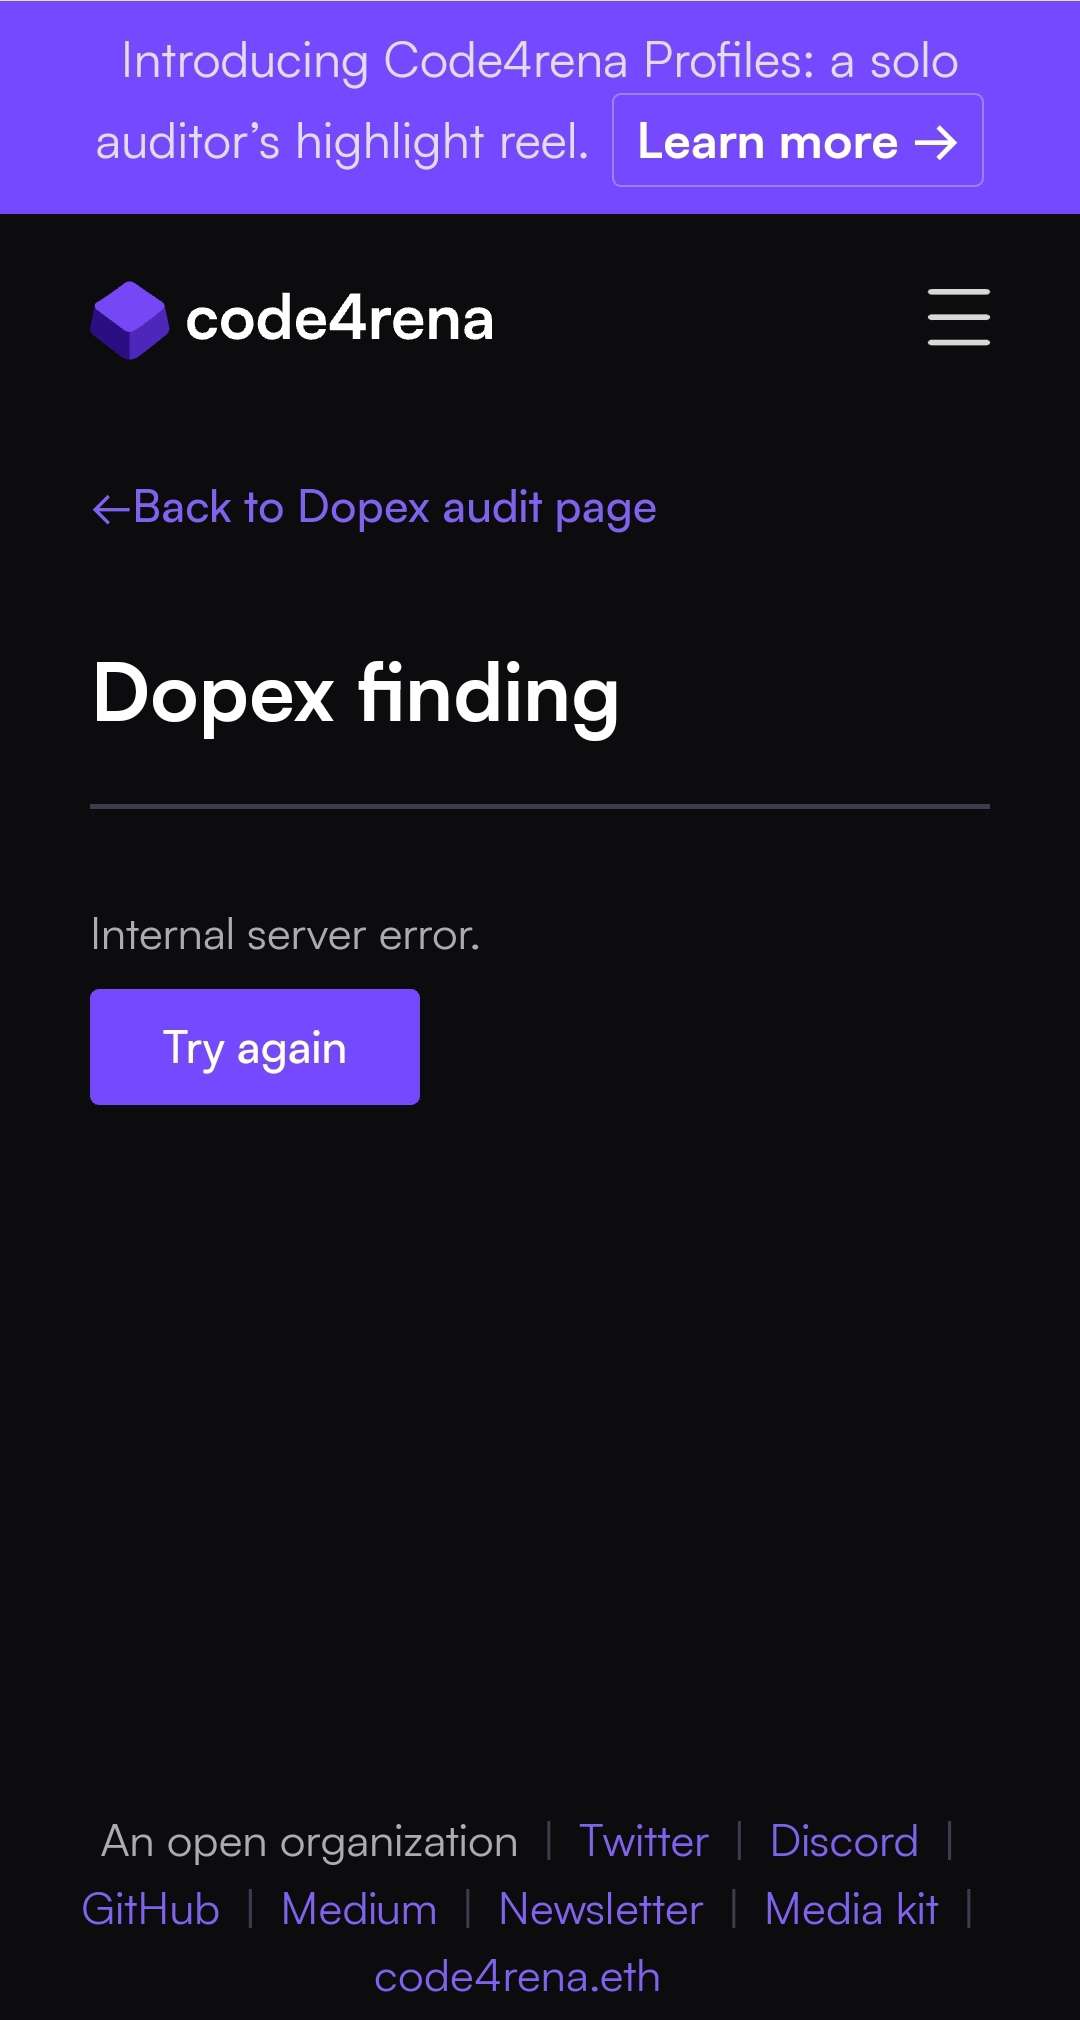 Introducing Code4rena Profiles: a solo
auditor’s highlight reel. Learn more →
code4rena
←Back to Dopex audit page
Dopex finding
Internal server error.
Try again
An open organization | Twitter | Discord |
GitHub | Medium | Newsletter | Media kit |
code4rena.eth